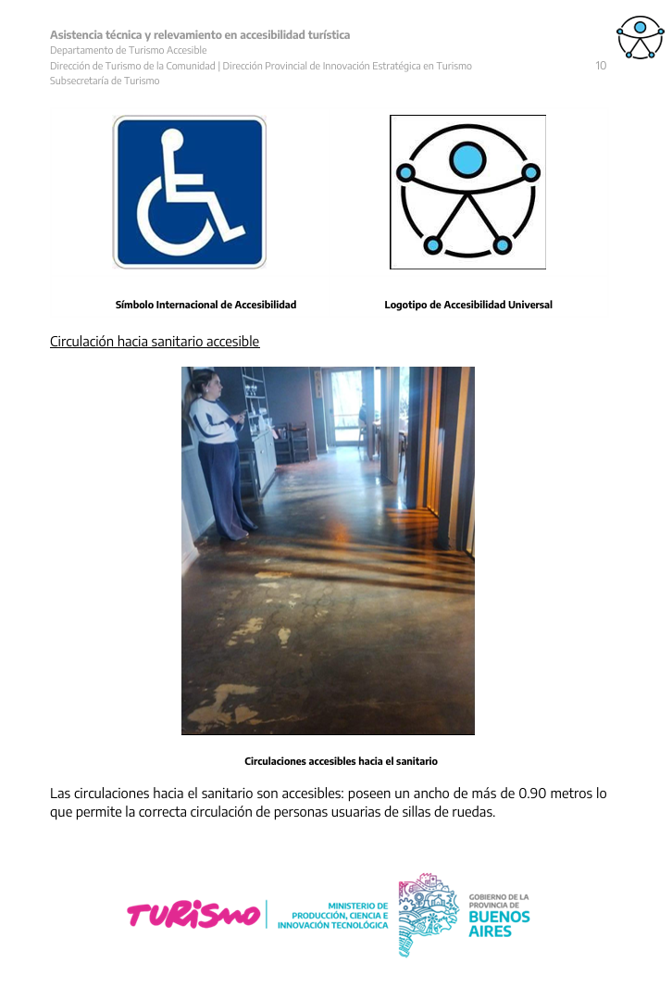 Asistencia técnica y relevamiento en accesibilidad turística
Departamento de Turismo Accesible
Dirección de Turismo de la Comunidad | Dirección Provincial de Innovación Estratégica en Turismo
10
Subsecretaría de Turismo
Símbolo Internacional de Accesibilidad
Logotipo de Accesibilidad Universal
Circulación hacia sanitario accesible
Circulaciones accesibles hacia el sanitario
Las circulaciones hacia el sanitario son accesibles: poseen un ancho de más de 0.90 metros lo
que permite la correcta circulación de personas usuarias de sillas de ruedas.
TURISMO
MINISTERIO DE
PRODUCCIÓN, CIENCIA E
INNOVACIÓN TECNOLÓGICA
GOBIERNO DE LA
PROVINCIA DE
BUENOS
AIRES